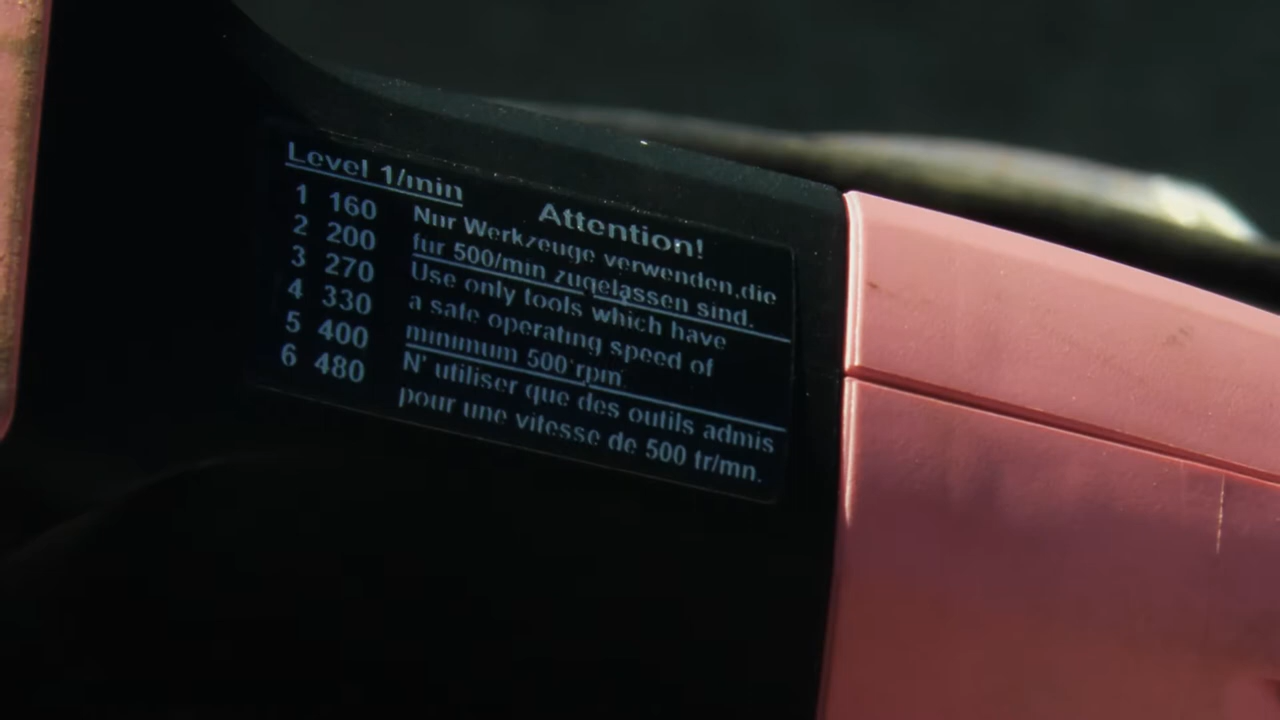 Level 1/min
1 160
2 200
3 270
4 330
5 400
6 480
Attention!
Nur Werkzeuge verwenden,die
fur 500/min zugelassen sind.
Use only tools which have
a safe operating speed of
minimum 500 rpm
N' utiliser que des outils admis
pour une vitesse de 500 tr/mn.